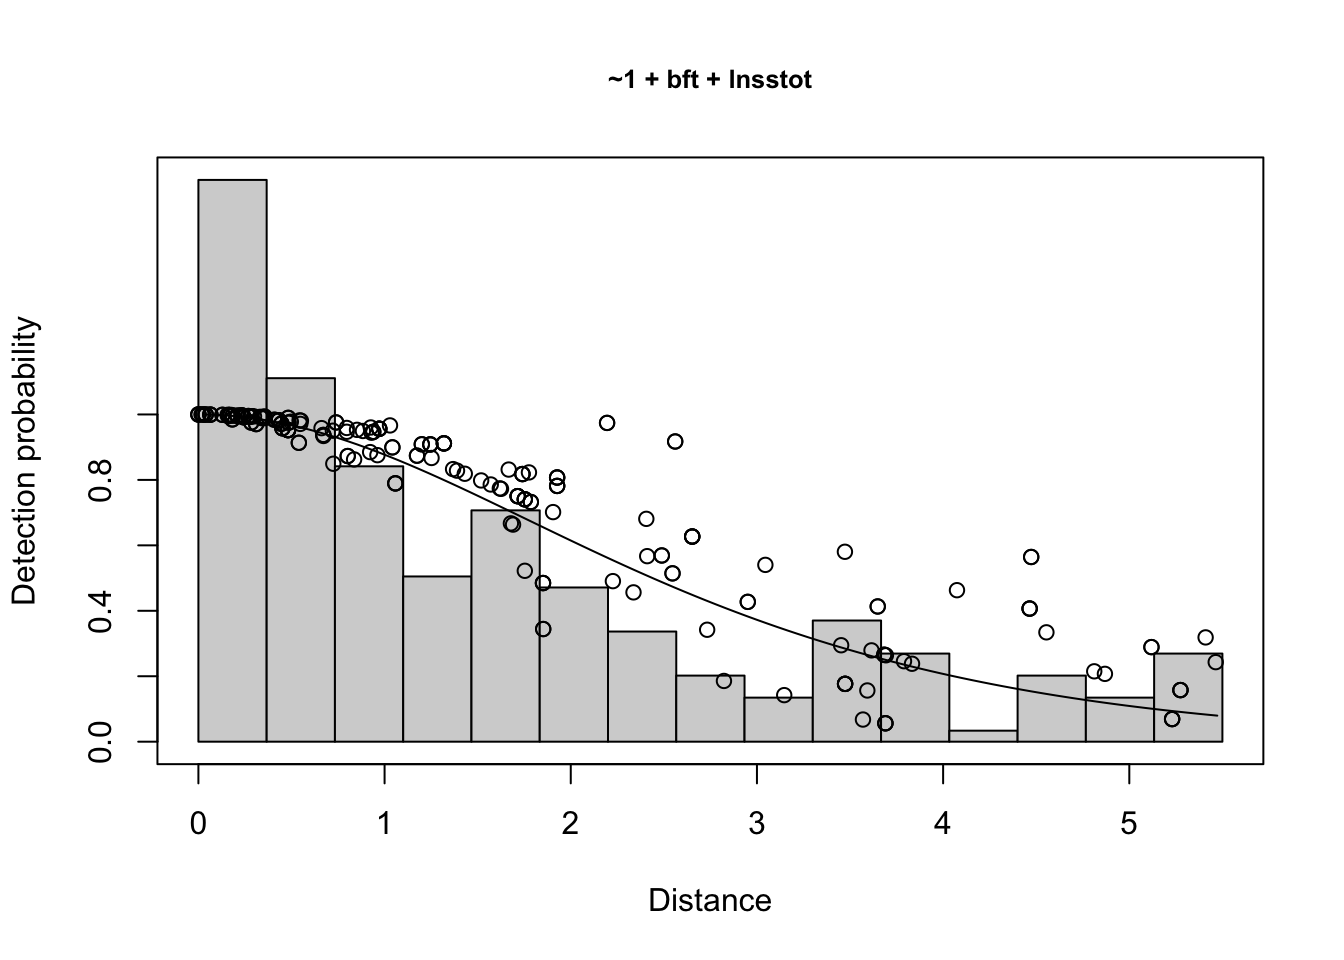 ~1 + bft + lnsstot
Detection probability
0.8
0.4
0.0
0 1 2 3 4 5
Distance